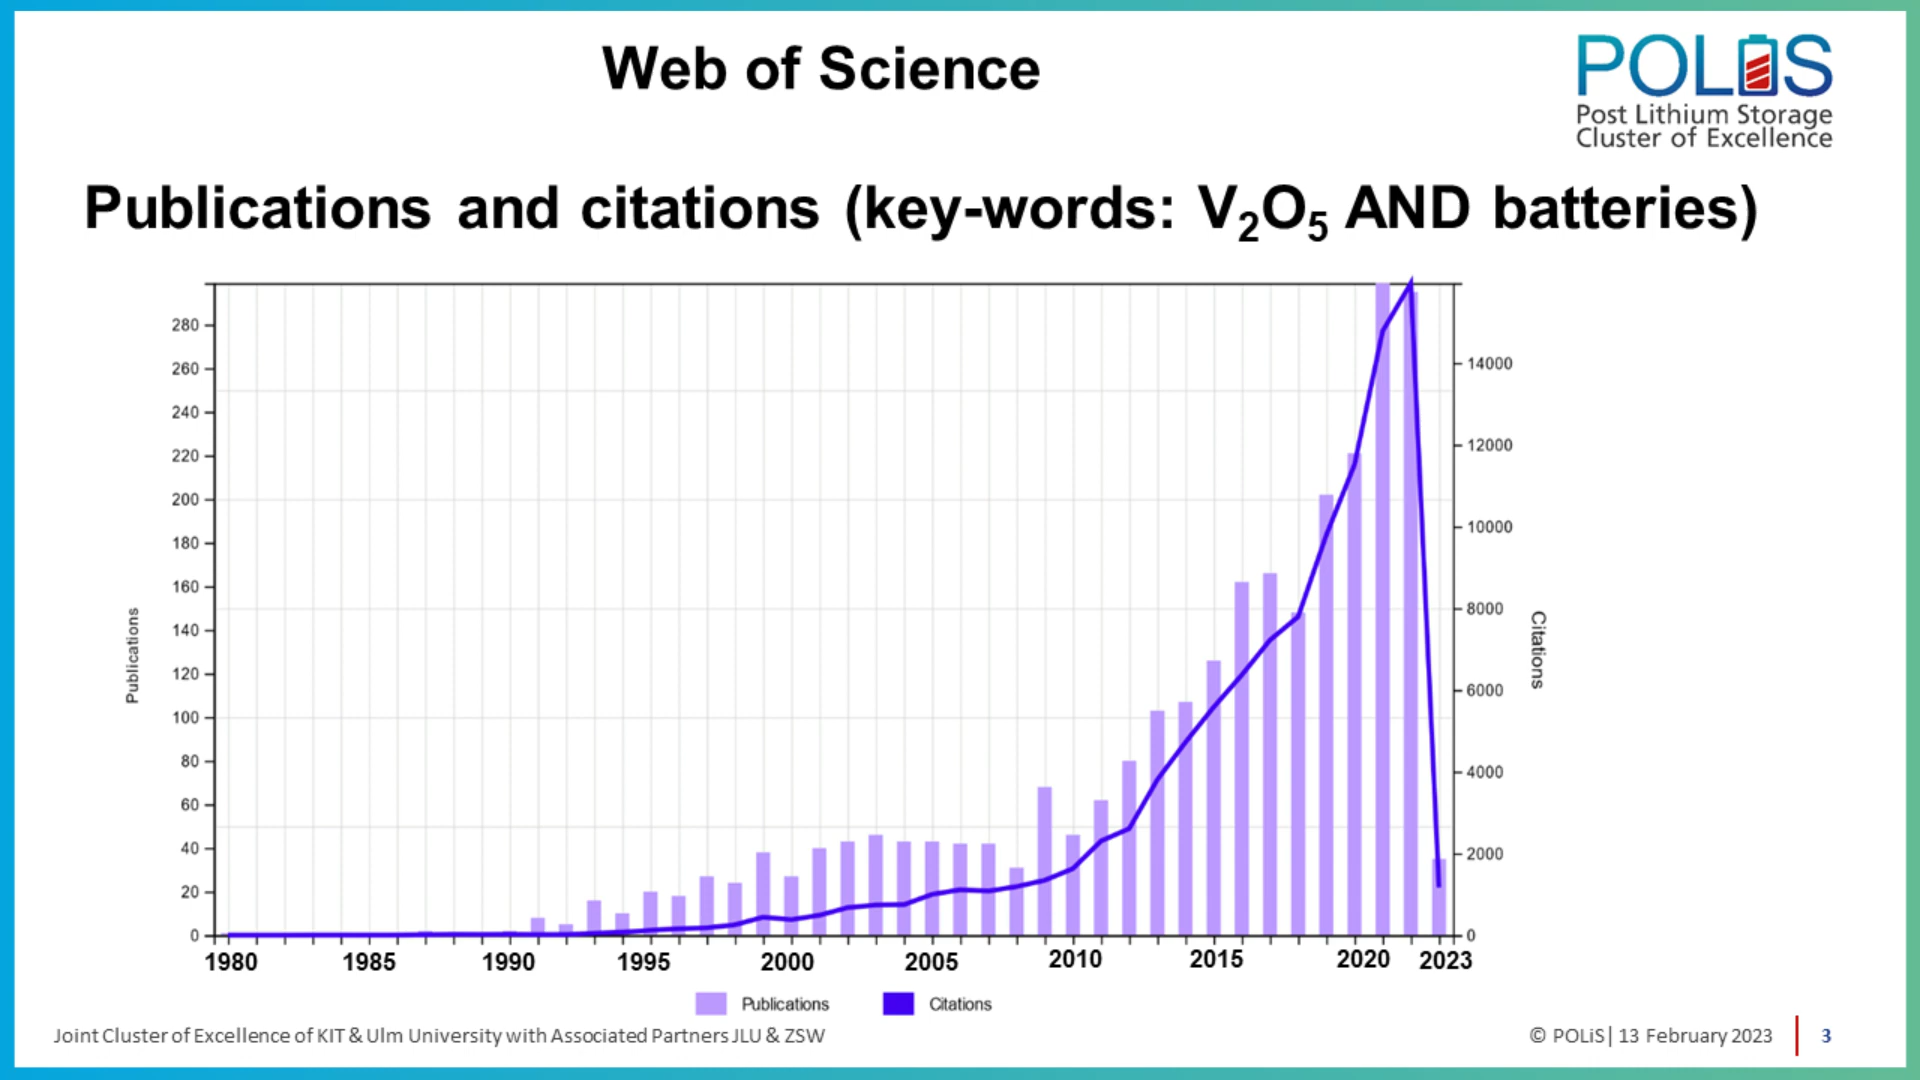 Web of Science
POLiS
Post Lithium Storage
Cluster of Excellence
Publications and citations (key-words: V₂O₅ AND batteries)
Publications
280
260
240
220
200
180
160
140
120
100
80
60
40
20
0
14000
12000
10000
8000
6000
4000
2000
0
Citations
1980 1985 1990 1995 2000 2005 2010 2015 2020 2023
Publications Citations
Joint Cluster of Excellence of KIT & Ulm University with Associated Partners JLU & ZSW
© POLiS| 13 February 2023 3